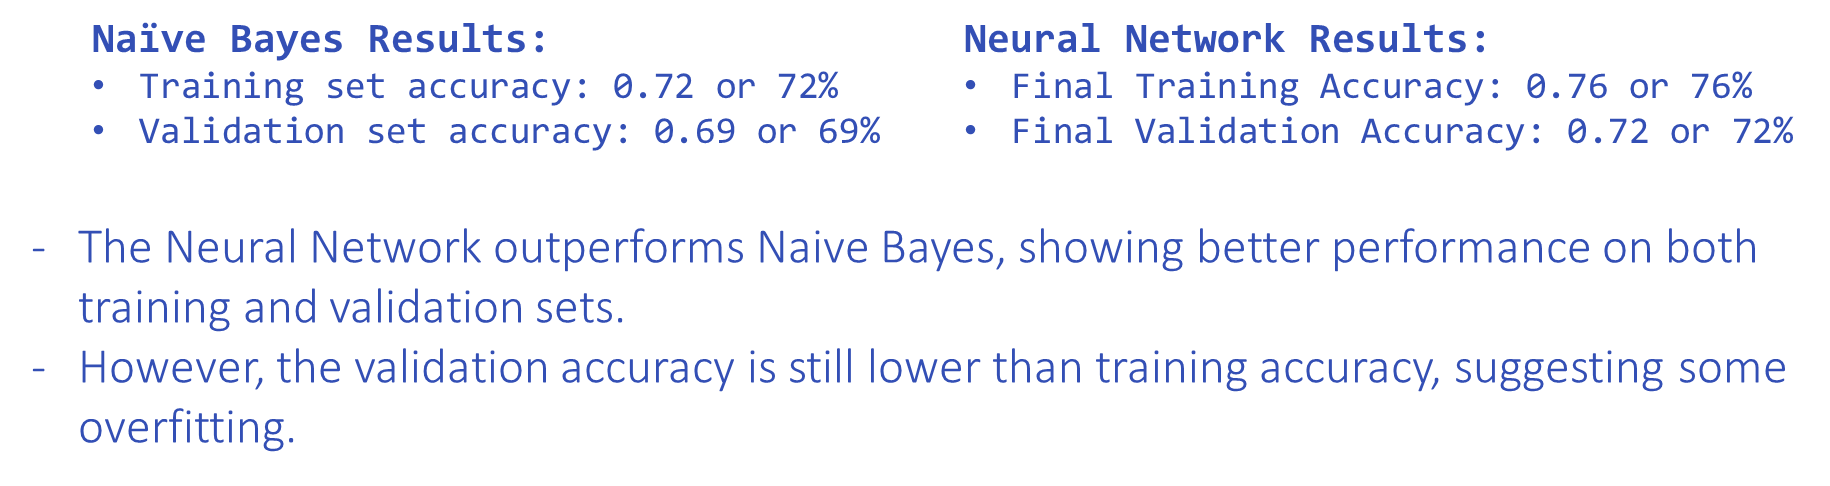 Naïve Bayes Results:
• Training set accuracy: 0.72 or 72%
• Validation set accuracy: 0.69 or 69%
Neural Network Results:
• Final Training Accuracy: 0.76 or 76%
• Final Validation Accuracy: 0.72 or 72%
- The Neural Network outperforms Naive Bayes, showing better performance on both
training and validation sets.
- However, the validation accuracy is still lower than training accuracy, suggesting some
overfitting.